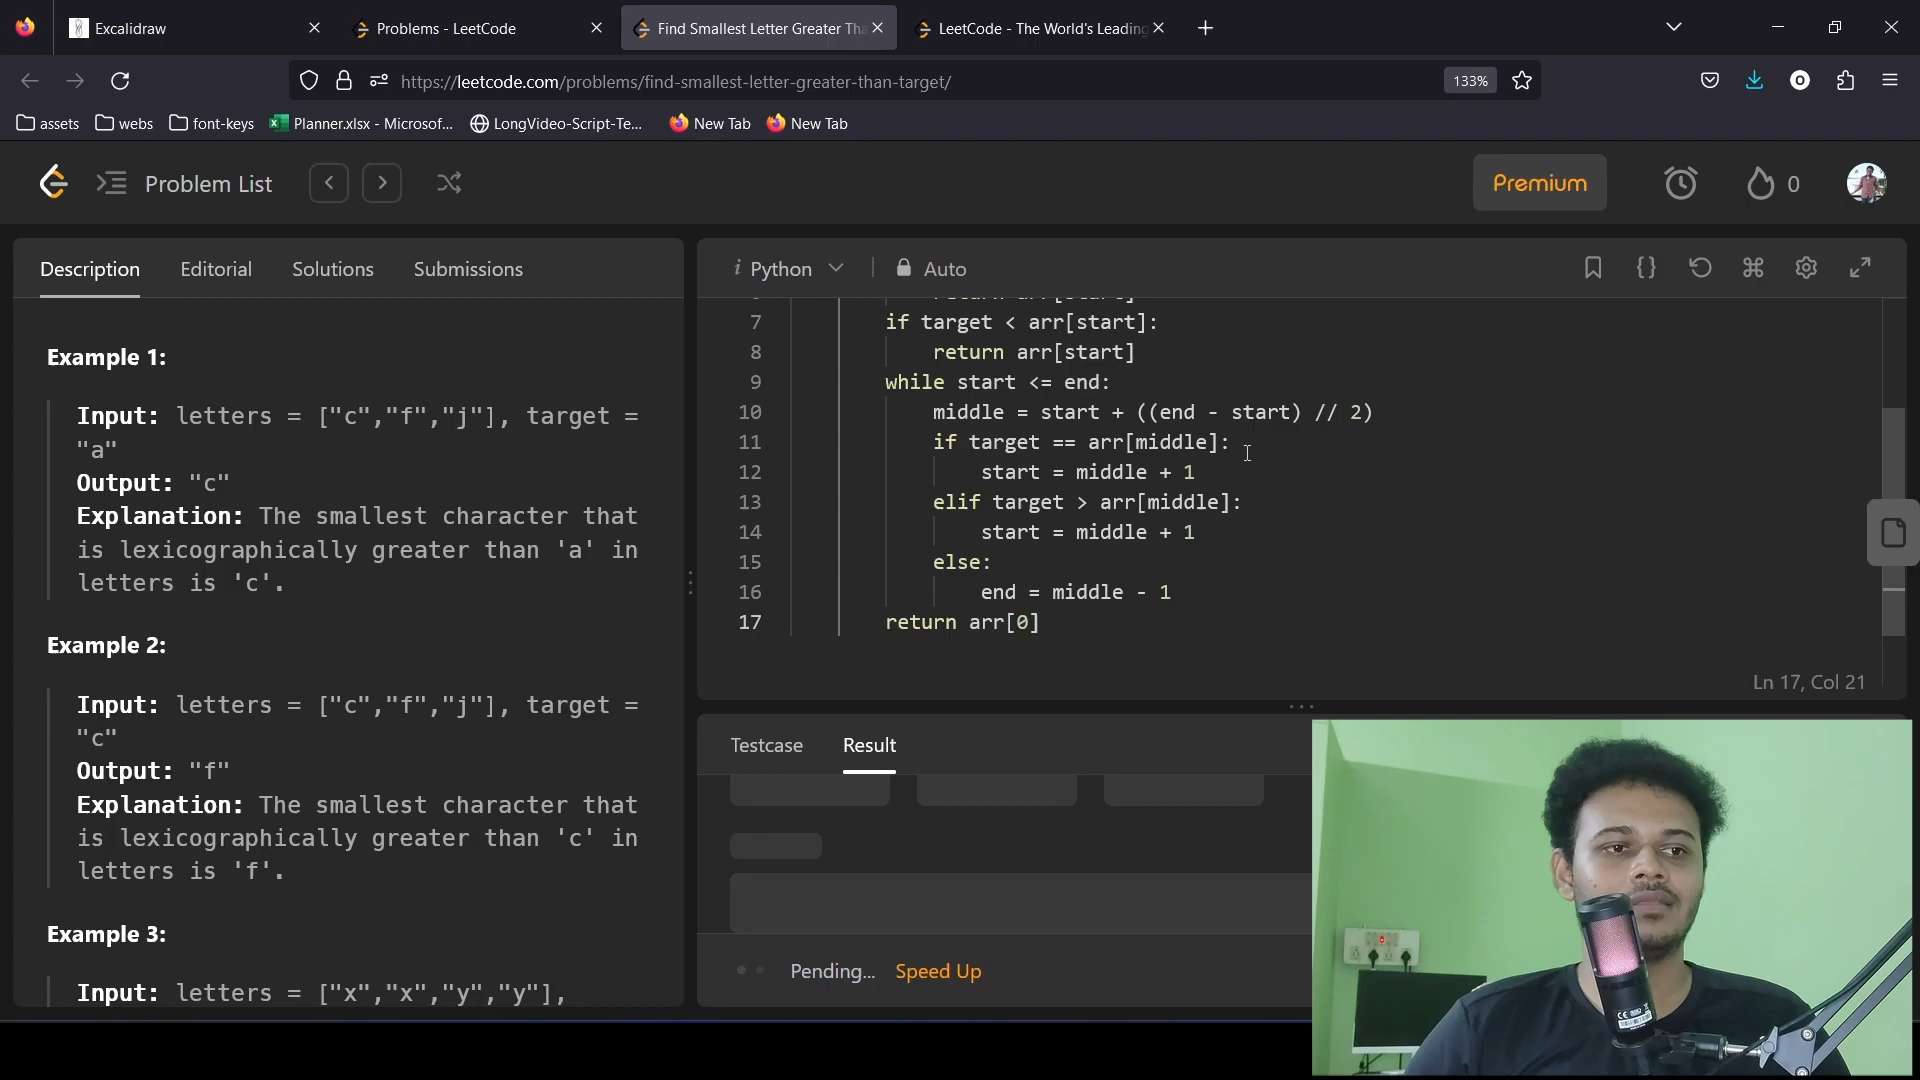 Excalidraw
Problems - LeetCode
Find Smallest Letter Greater Tha
LeetCode - The World's Leading
https://leetcode.com/problems/find-smallest-letter-greater-than-target/
133%
assets
webs
font-keys
Planner.xlsx - Microsof...
LongVideo-Script-Te...
New Tab
New Tab
Problem List
Premium
0
Description
Editorial
Solutions
Submissions
Example 1:
Input: letters = ["c","f","j"], target =
"a"
Output: "c"
Explanation: The smallest character that
is lexicographically greater than 'a' in
letters is 'c'.
Example 2:
Input: letters = ["c","f","j"], target =
"c"
Output: "f"
Explanation: The smallest character that
is lexicographically greater than 'c' in
letters is 'f'.
Example 3:
Input: letters = ["x","x","y","y"],
i Python
Auto
7 if target < arr[start]:
8 return arr[start]
9 while start <= end:
10 middle = start + ((end - start) // 2)
11 if target == arr[middle]:
12 start = middle + 1
13 elif target > arr[middle]:
14 start = middle + 1
15 else:
16 end = middle - 1
17 return arr[0]
Ln 17, Col 21
Testcase
Result
Pending...
Speed Up